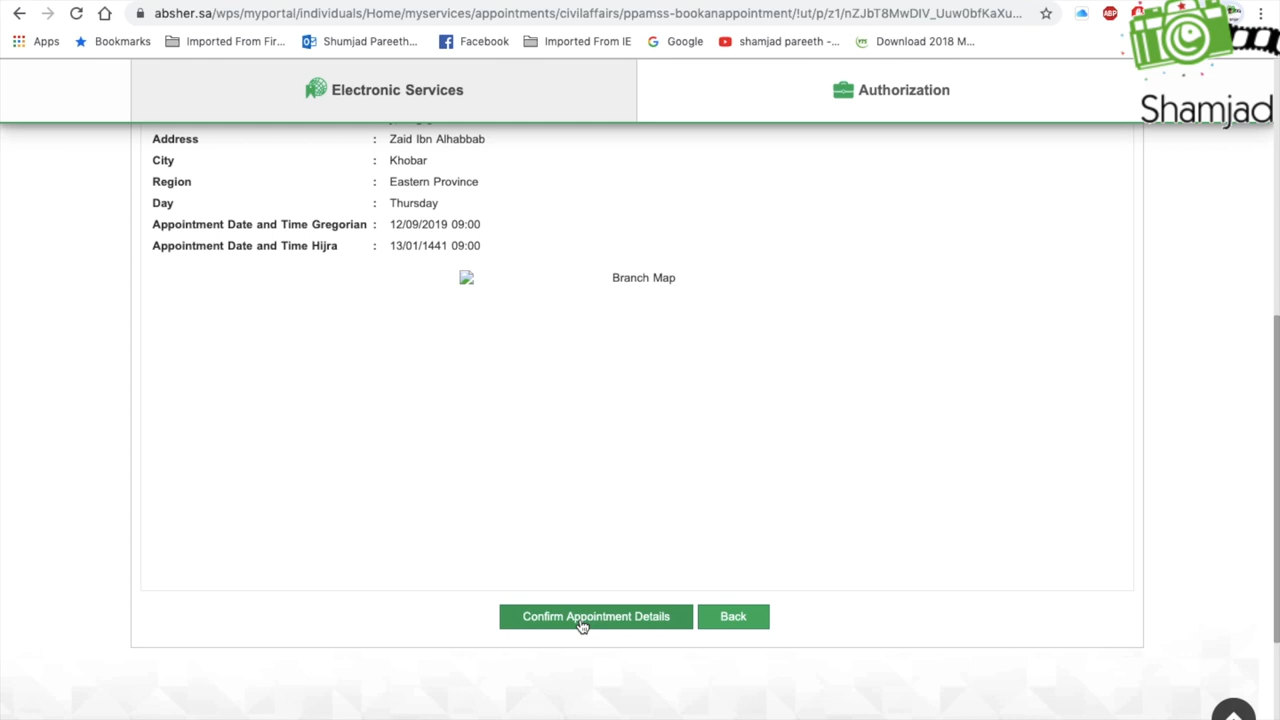 absher.sa/wps/myportal/individuals/Home/myservices/appointments/civilaffairs/ppamss-bookanappointment/!ut/p/z1/
Apps Bookmarks Imported From Fir... Shumjad Pareeth... Facebook Imported From IE Google shamjad pareeth -... Download 2018 M...
Electronic Services Authorization
Shamjad
Address : Zaid Ibn Alhabbab
City : Khobar
Region : Eastern Province
Day : Thursday
Appointment Date and Time Gregorian : 12/09/2019 09:00
Appointment Date and Time Hijra : 13/01/1441 09:00
Branch Map
Confirm Appointment Details Back